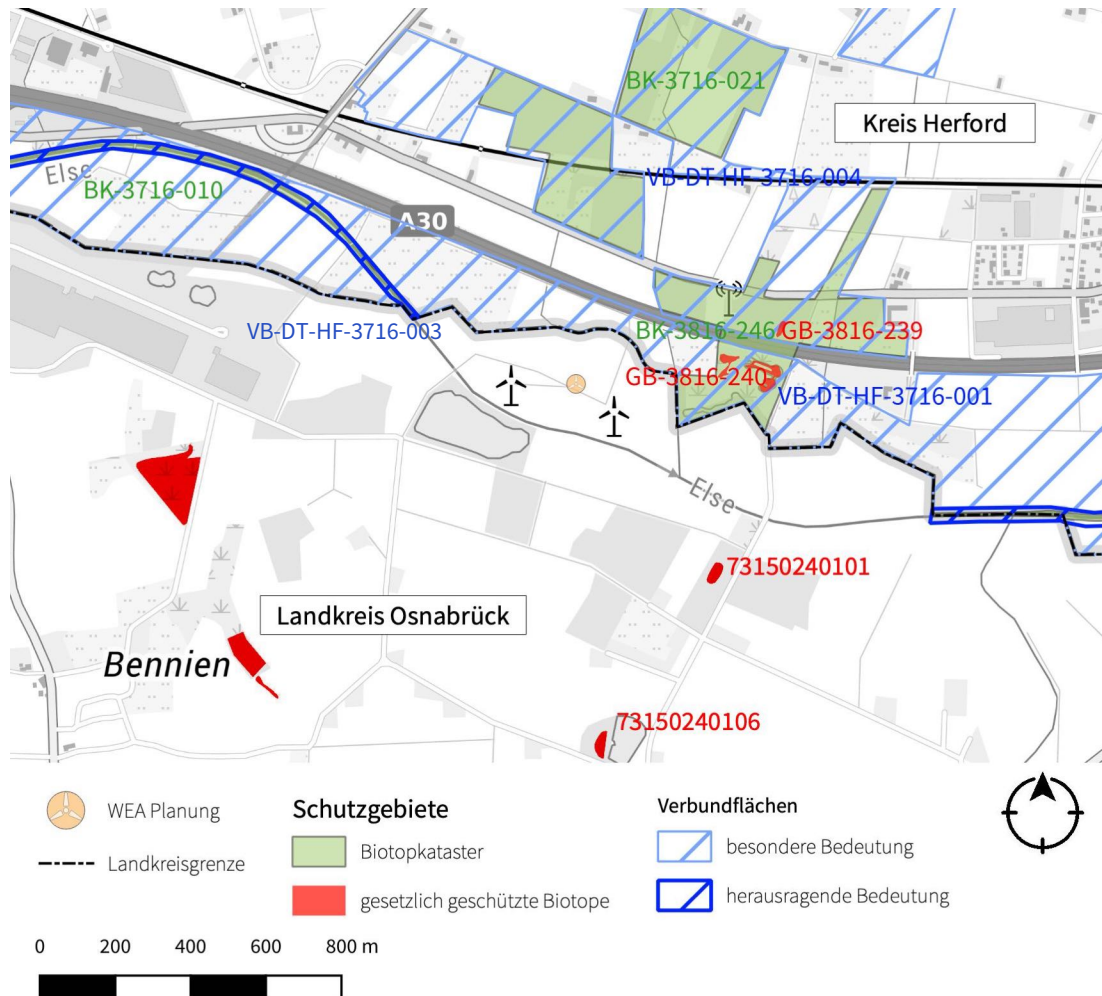 BK-3716-021
Kreis Herford
Else
BK-3716-010
VB-DT-HF-3716-004
A30
VB-DT-HF-3716-003
BK-3816-246
GB-3816-239
GB-3816-240
VB-DT-HF-3716-001
Else
73150240101
Landkreis Osnabrück
Bennien
73150240106
WEA Planung
Landkreisgrenze
Schutzgebiete
Biotopkataster
gesetzlich geschützte Biotope
Verbundflächen
besondere Bedeutung
herausragende Bedeutung
0 200 400 600 800 m